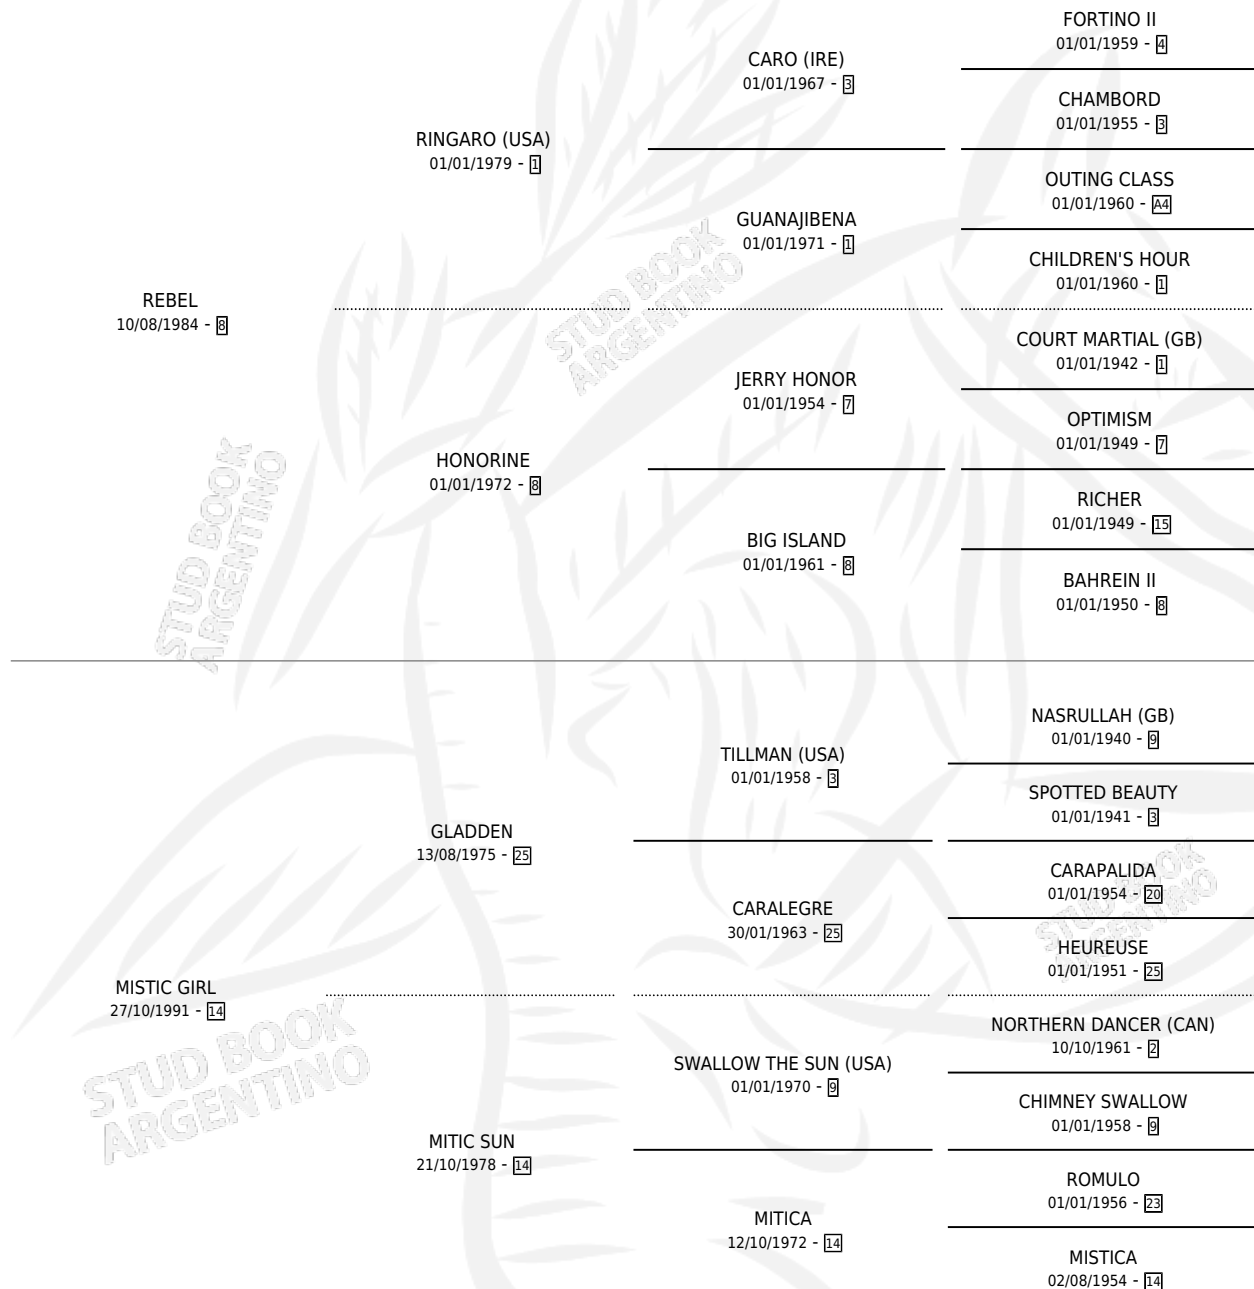 FORTINO II
01/01/1959 - 4
CARO (IRE)
01/01/1967 - 3
CHAMBORD
01/01/1955 - 3
RINGARO (USA)
01/01/1979 - 1
OUTING CLASS
01/01/1960 - A4
GUANAJIBENA
01/01/1971 - 1
CHILDREN'S HOUR
01/01/1960 - 1
REBEL
10/08/1984 - 8
COURT MARTIAL (GB)
01/01/1942 - 1
JERRY HONOR
01/01/1954 - 7
OPTIMISM
01/01/1949 - 7
HONORINE
01/01/1972 - 8
RICHER
01/01/1949 - 15
BIG ISLAND
01/01/1961 - 8
BAHREIN II
01/01/1950 - 8
STUD BOOK
ARGENTINO
STUD BOOK
ARGENTINO
NASRULLAH (GB)
01/01/1940 - 9
TILLMAN (USA)
01/01/1958 - 3
SPOTTED BEAUTY
01/01/1941 - 3
GLADDEN
13/08/1975 - 25
CARAPALIDA
01/01/1954 - 20
CARALEGRE
30/01/1963 - 25
HEUREUSE
01/01/1951 - 25
MISTIC GIRL
27/10/1991 - 14
NORTHERN DANCER (CAN)
10/10/1961 - 2
SWALLOW THE SUN (USA)
01/01/1970 - 9
CHIMNEY SWALLOW
01/01/1958 - 9
MITIC SUN
21/10/1978 - 14
ROMULO
01/01/1956 - 23
MITICA
12/10/1972 - 14
MISTICA
02/08/1954 - 14
STUD BOOK
ARGENTINO
STUD BOOK
ARGENTINO